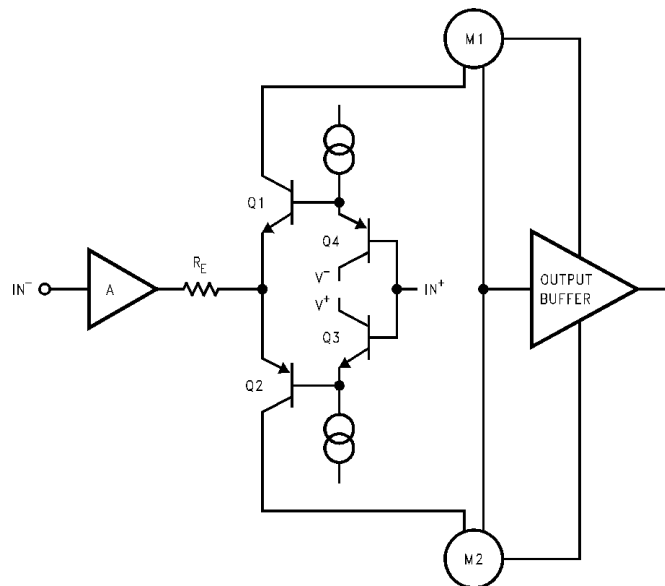 M1
Q1
Q4
IN⁻
A
R_E
V⁻
V⁺
IN⁺
OUTPUT
BUFFER
Q3
Q2
M2